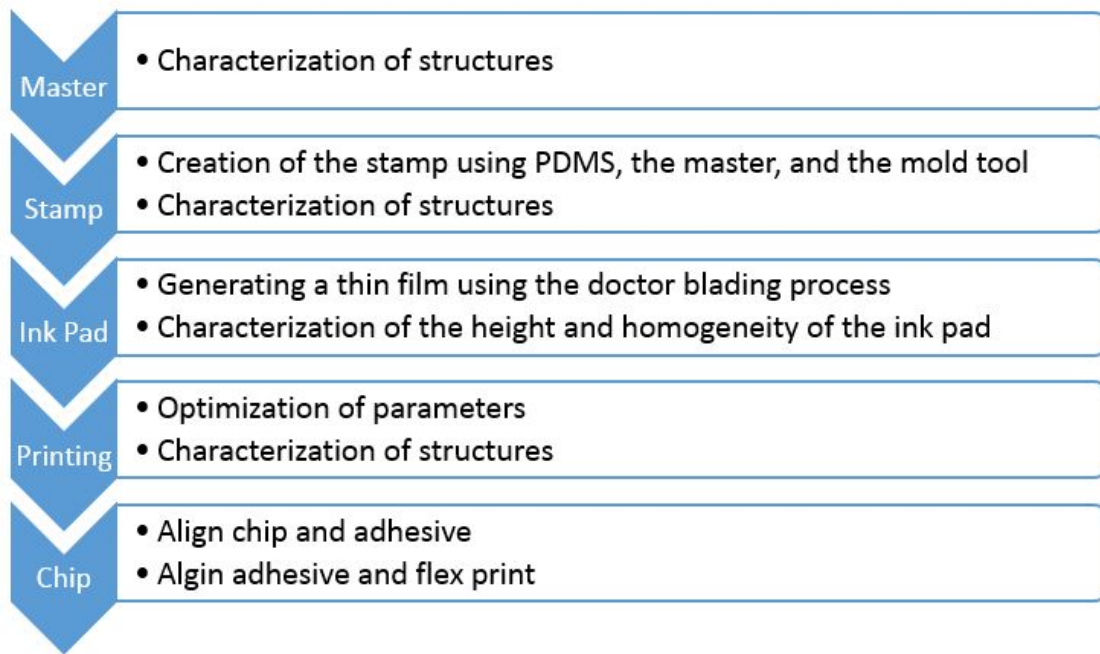 Master
• Characterization of structures
Stamp
• Creation of the stamp using PDMS, the master, and the mold tool
• Characterization of structures
Ink Pad
• Generating a thin film using the doctor blading process
• Characterization of the height and homogeneity of the ink pad
Printing
• Optimization of parameters
• Characterization of structures
Chip
• Align chip and adhesive
• Algin adhesive and flex print